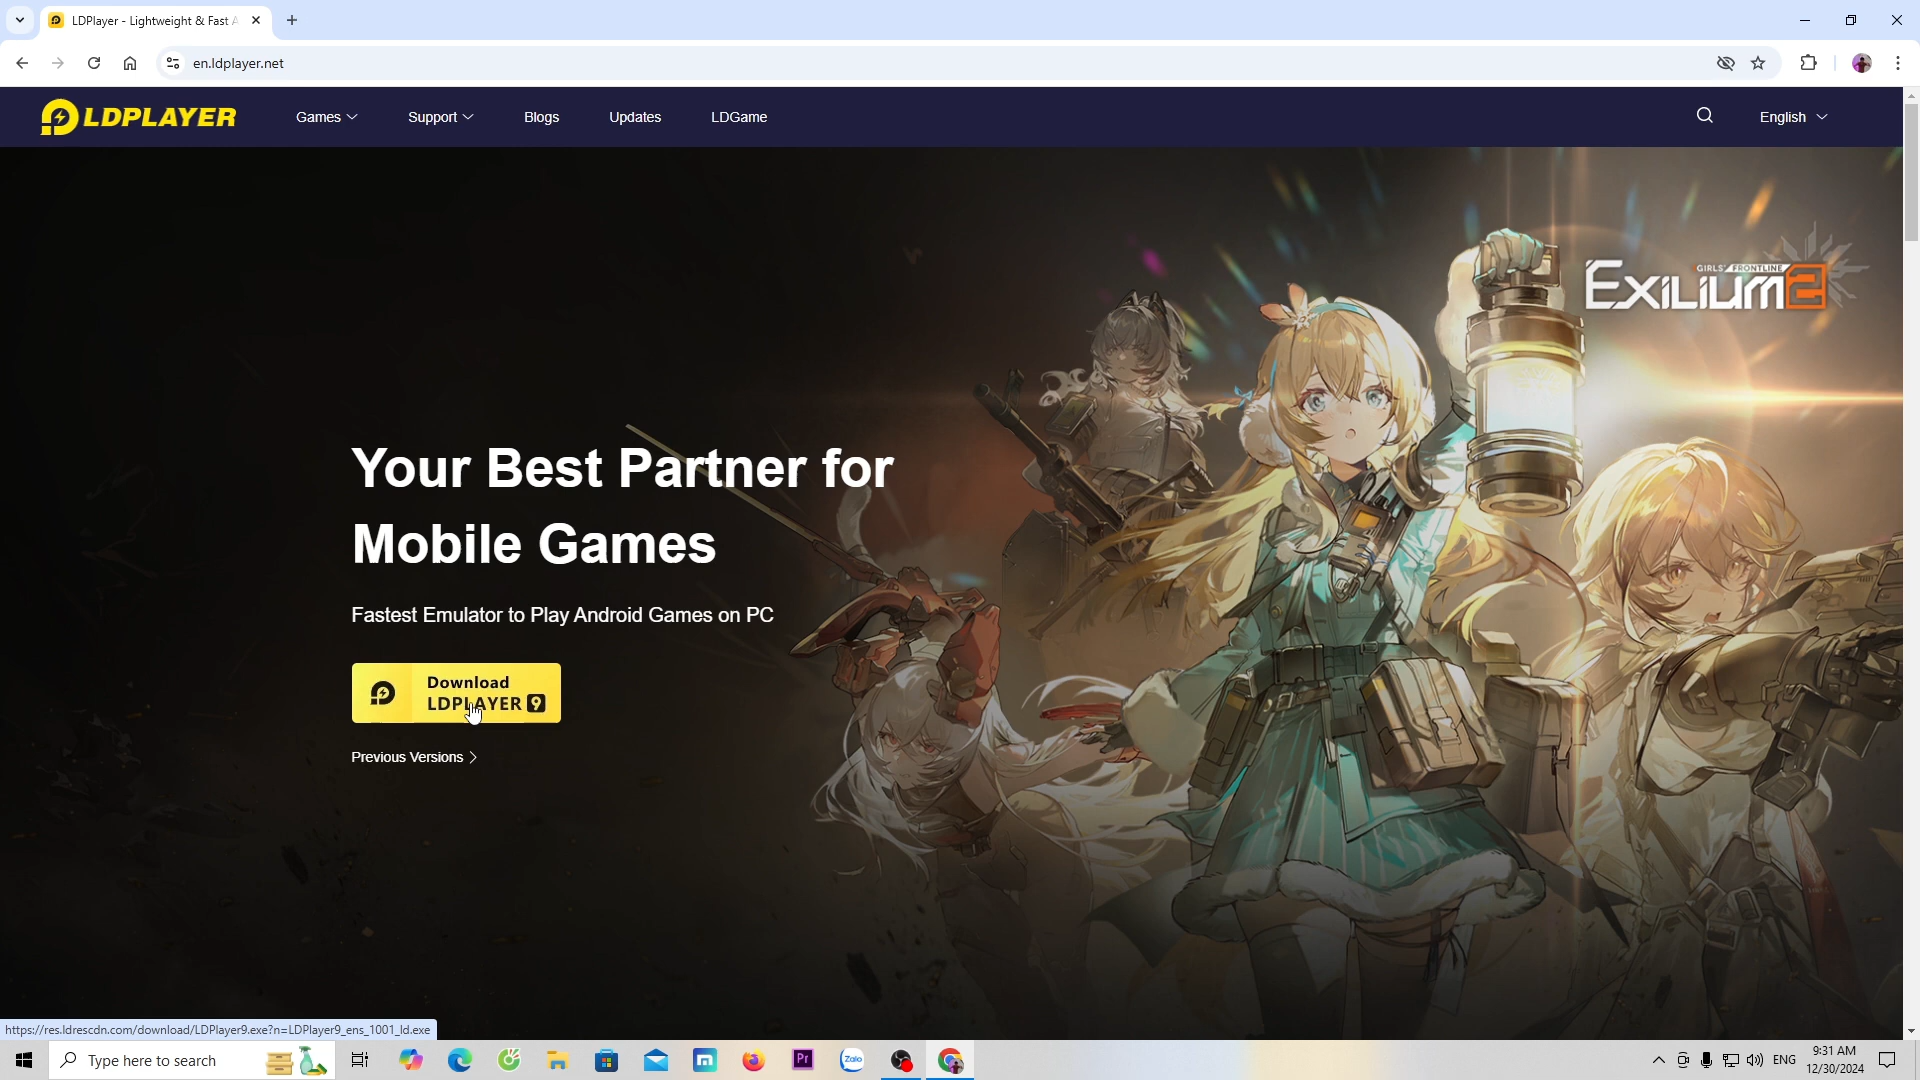 LDPlayer - Lightweight & Fast A
en.ldplayer.net
LDPLAYER
Games
Support
Blogs
Updates
LDGame
English
GIRLS' FRONTLINE
EXILIUM2
Your Best Partner for
Mobile Games
Fastest Emulator to Play Android Games on PC
Download
LDPLAYER 9
Previous Versions
https://res.ldrescdn.com/download/LDPlayer9.exe?n=LDPlayer9_ens_1001_ld.exe
Type here to search
Pr
Zalo
ENG
9:31 AM
12/30/2024